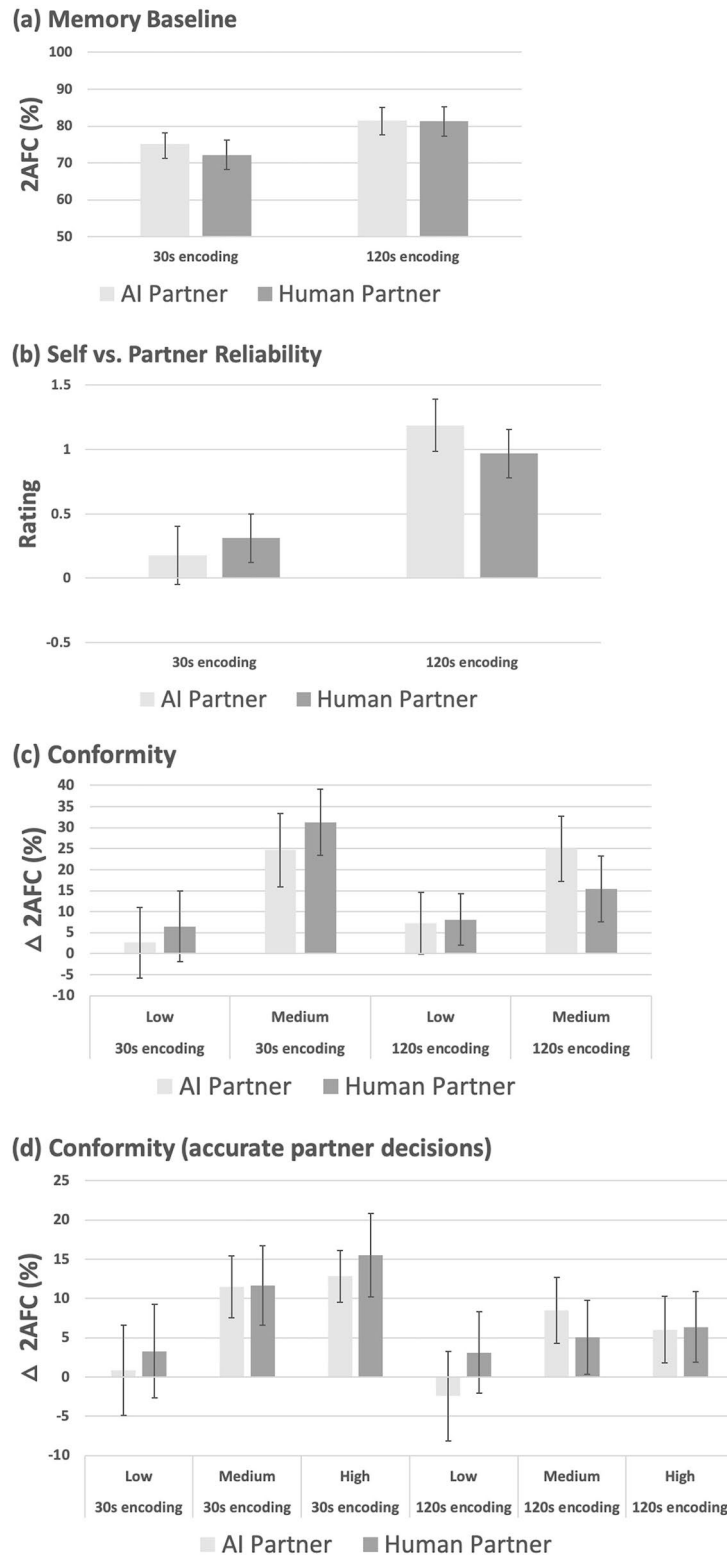 (a) Memory Baseline
100
90
80
70
60
50
2AFC (%)
30s encoding 120s encoding
AI Partner Human Partner
(b) Self vs. Partner Reliability
1.5
1
0.5
0
-0.5
Rating
30s encoding 120s encoding
AI Partner Human Partner
(c) Conformity
40
35
30
25
20
15
10
5
0
-5
-10
Δ 2AFC (%)
Low Medium Low Medium
30s encoding 30s encoding 120s encoding 120s encoding
AI Partner Human Partner
(d) Conformity (accurate partner decisions)
25
20
15
10
5
0
-5
-10
Δ 2AFC (%)
Low Medium High Low Medium High
30s encoding 30s encoding 30s encoding 120s encoding 120s encoding 120s encoding
AI Partner Human Partner